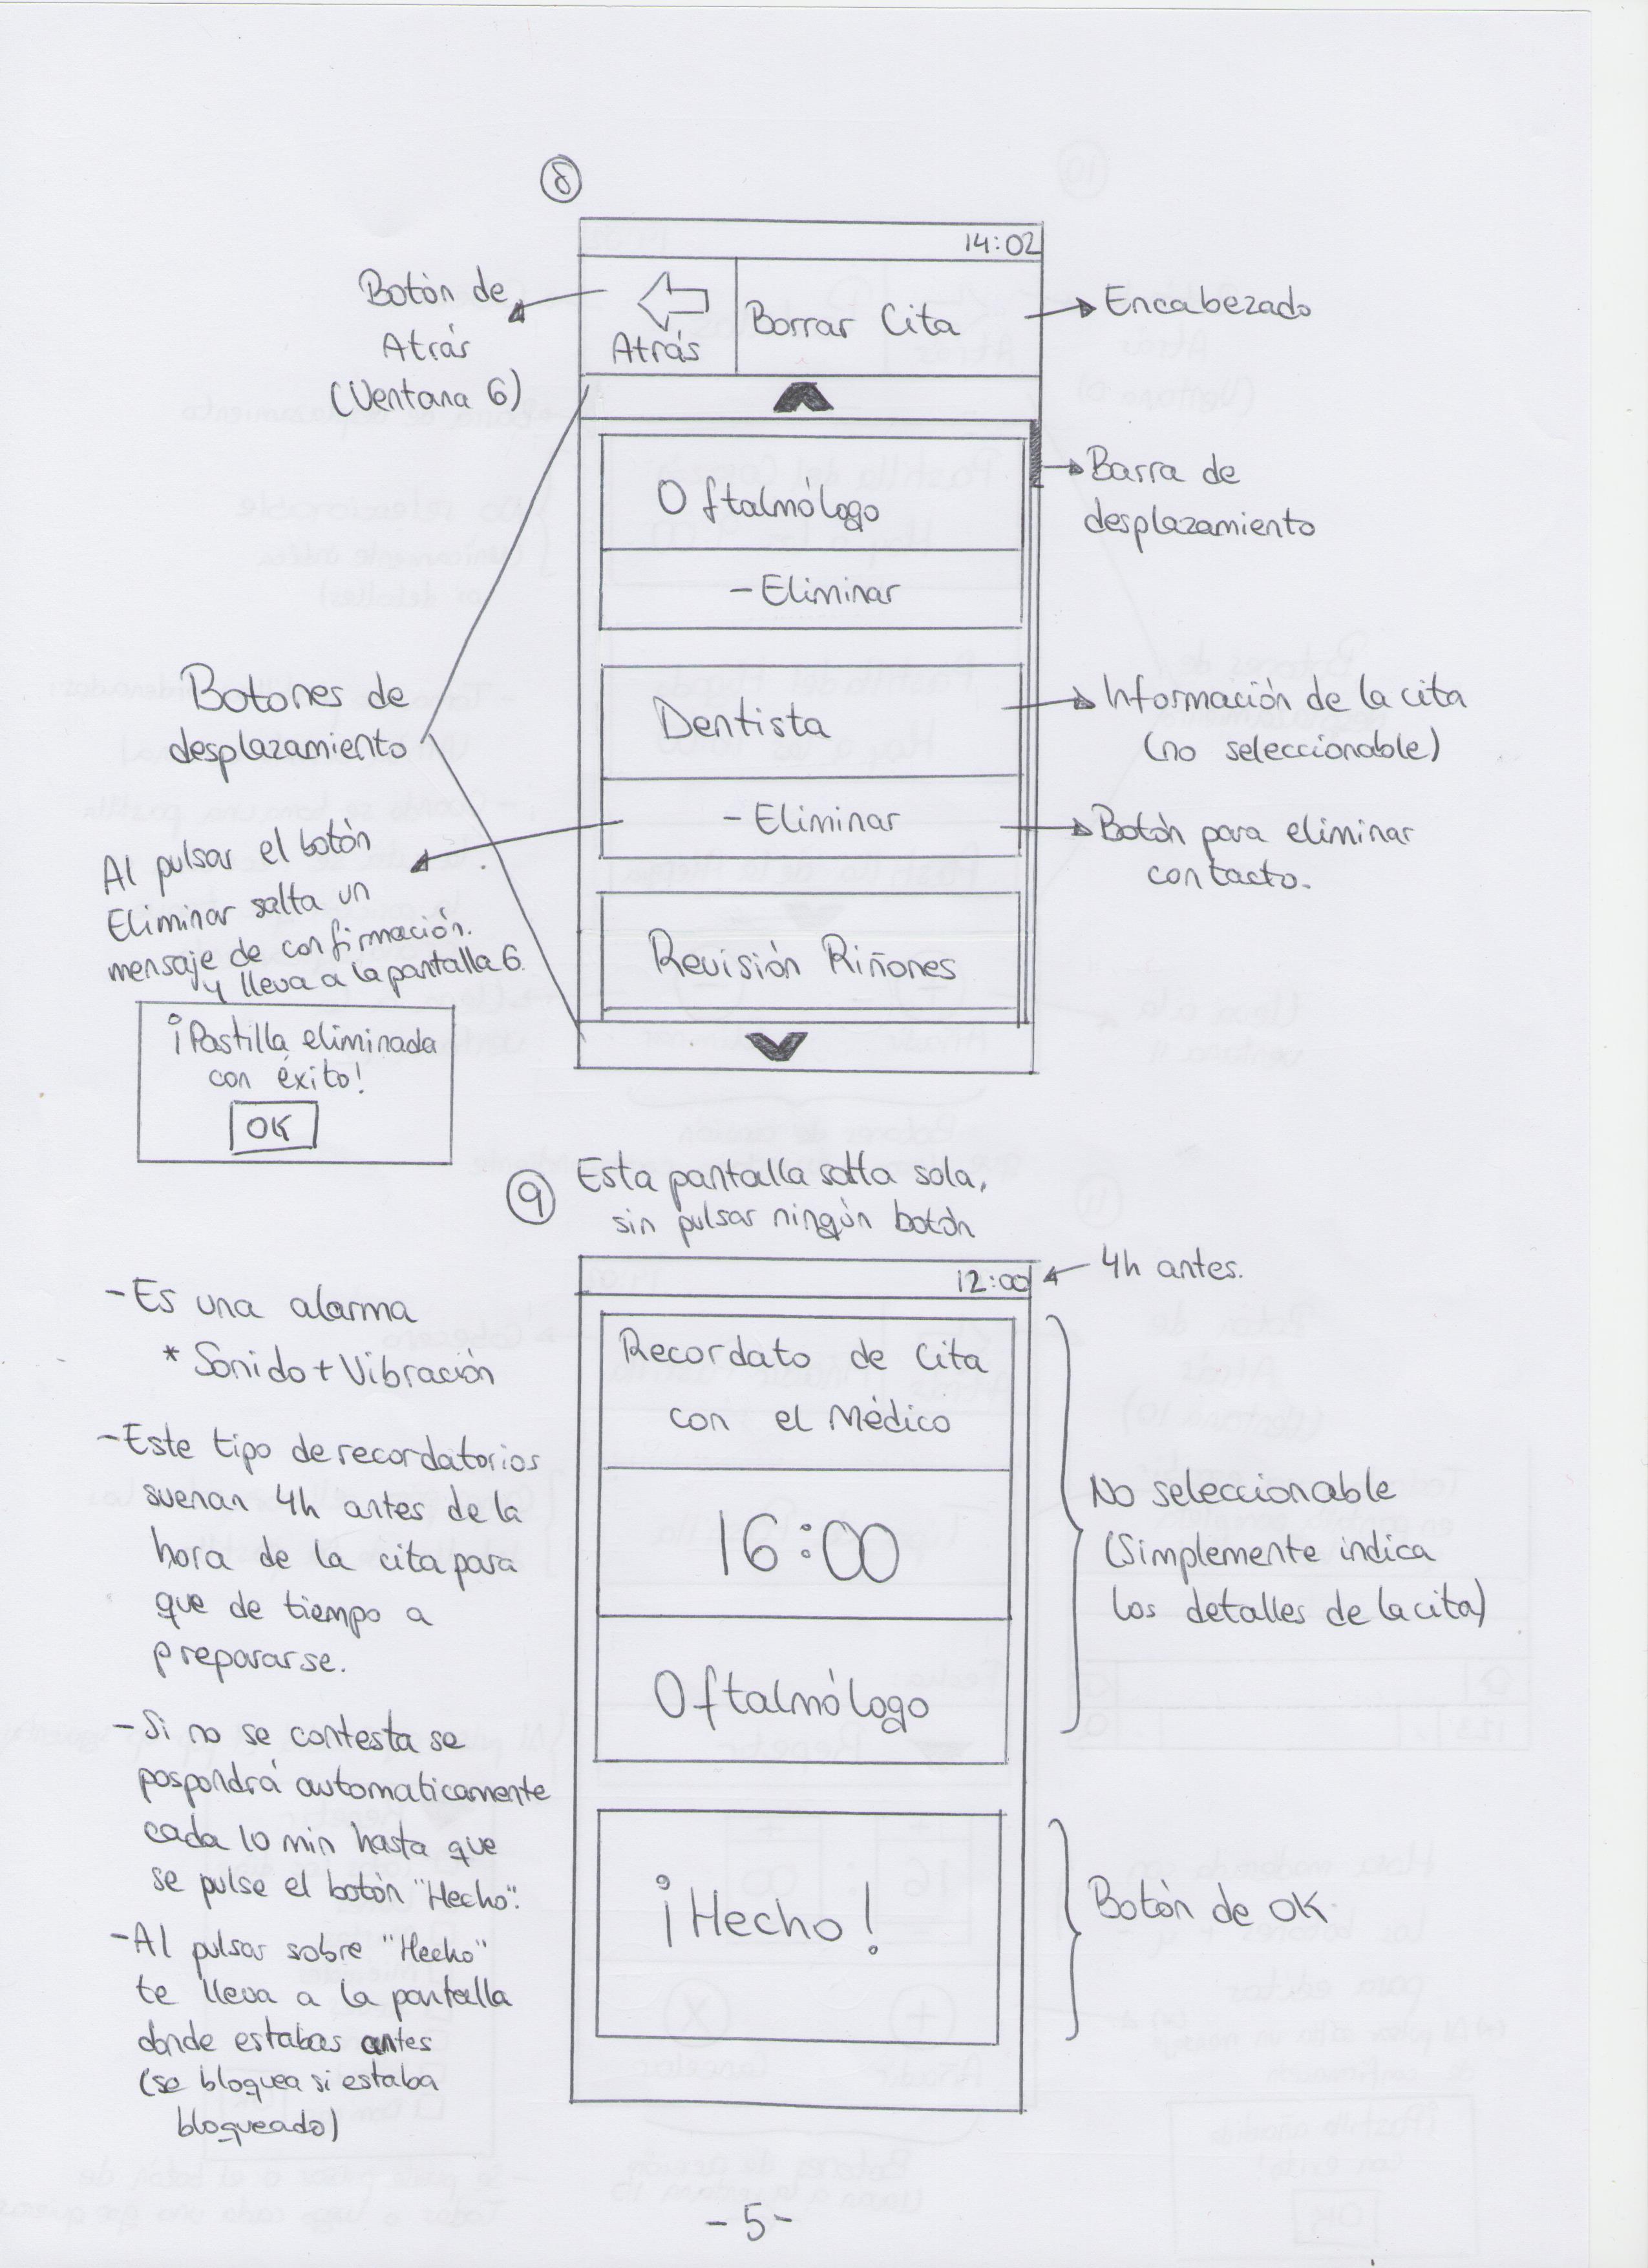 8
14:02
Atrás
Borrar Cita
Botón de
Atrás
(Ventana 6)
Encabezado
Oftalmólogo
- Eliminar
Barra de
desplazamiento
Botones de
desplazamiento
Dentista
- Eliminar
Información de la cita
(no seleccionable)
Botón para eliminar
contacto.
Al pulsar el botón
Eliminar salta un
mensaje de confirmación.
y lleva a la pantalla 6.
Revisión Riñones
¡Pastilla eliminada
con éxito!
OK
9
Esta pantalla salta sola,
sin pulsar ningún botón
12:00
4h antes.
- Es una alarma
* Sonido + Vibración
- Este tipo de recordatorios
suenan 4h antes de la
hora de la cita para
que de tiempo a
prepararse.
- Si no se contesta se
pospondrá automaticamente
cada 10 min hasta que
se pulse el botón "Hecho".
- Al pulsar sobre "Hecho"
te lleva a la pantalla
donde estabas antes
(se bloquea si estaba
bloqueado)
Recordato de Cita
con el Médico
16:00
Oftalmólogo
No seleccionable
(Simplemente indica
los detalles de la cita)
¡Hecho!
Botón de OK.
- 5 -